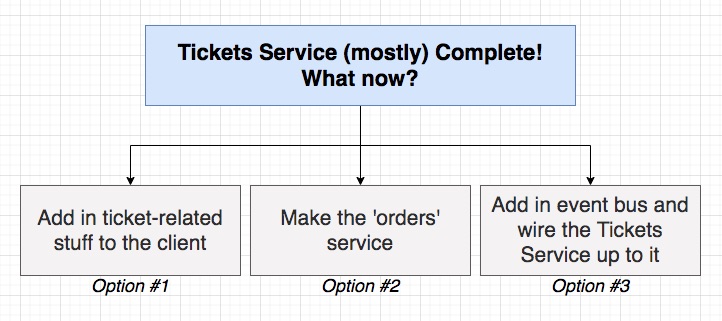 Tickets Service (mostly) Complete!
What now?
Add in ticket-related
stuff to the client
Option #1
Make the 'orders'
service
Option #2
Add in event bus and
wire the Tickets
Service up to it
Option #3